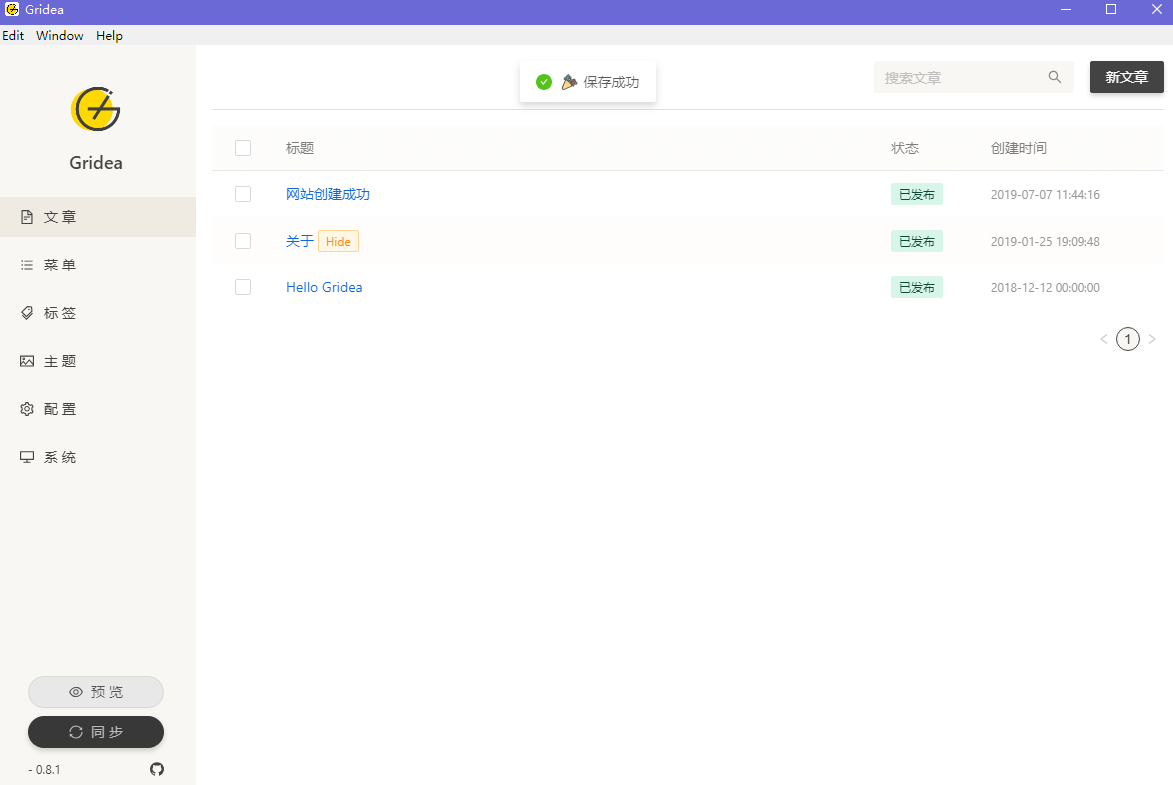 Gridea
Edit Window Help
保存成功
搜索文章
新文章
Gridea
标题 状态 创建时间
网站创建成功 已发布 2019-07-07 11:44:16
关于 Hide 已发布 2019-01-25 19:09:48
Hello Gridea 已发布 2018-12-12 00:00:00
1
文章
菜单
标签
主题
配置
系统
预览
同步
- 0.8.1